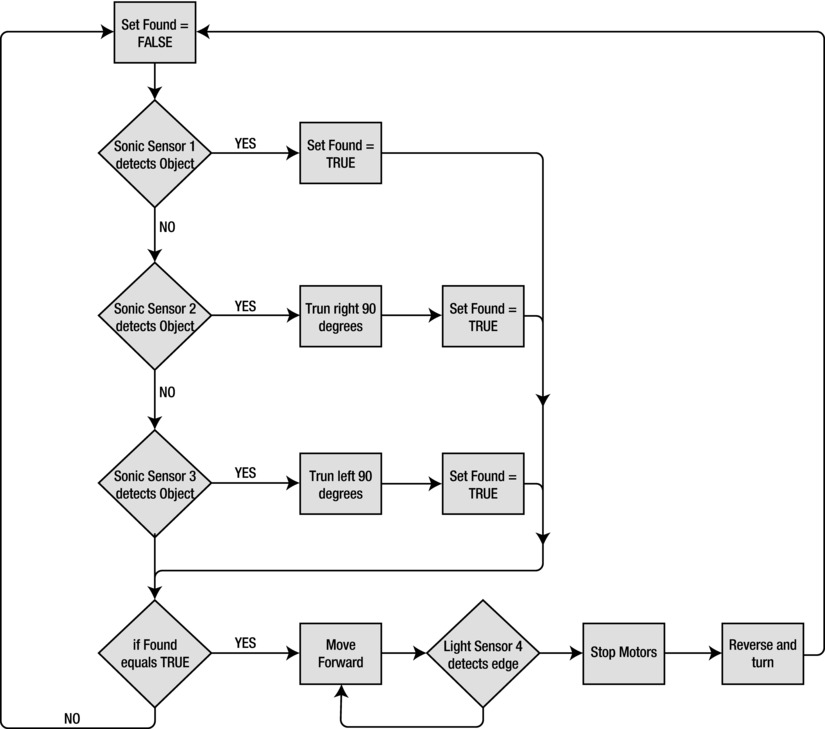 Set Found =
FALSE
Sonic Sensor 1
detects Object
YES
Set Found =
TRUE
NO
Sonic Sensor 2
detects Object
YES
Trun right 90
degrees
Set Found =
TRUE
NO
Sonic Sensor 3
detects Object
YES
Trun left 90
degrees
Set Found =
TRUE
if Found
equals TRUE
YES
Move
Forward
Light Sensor 4
detects edge
Stop Motors
Reverse and
turn
NO